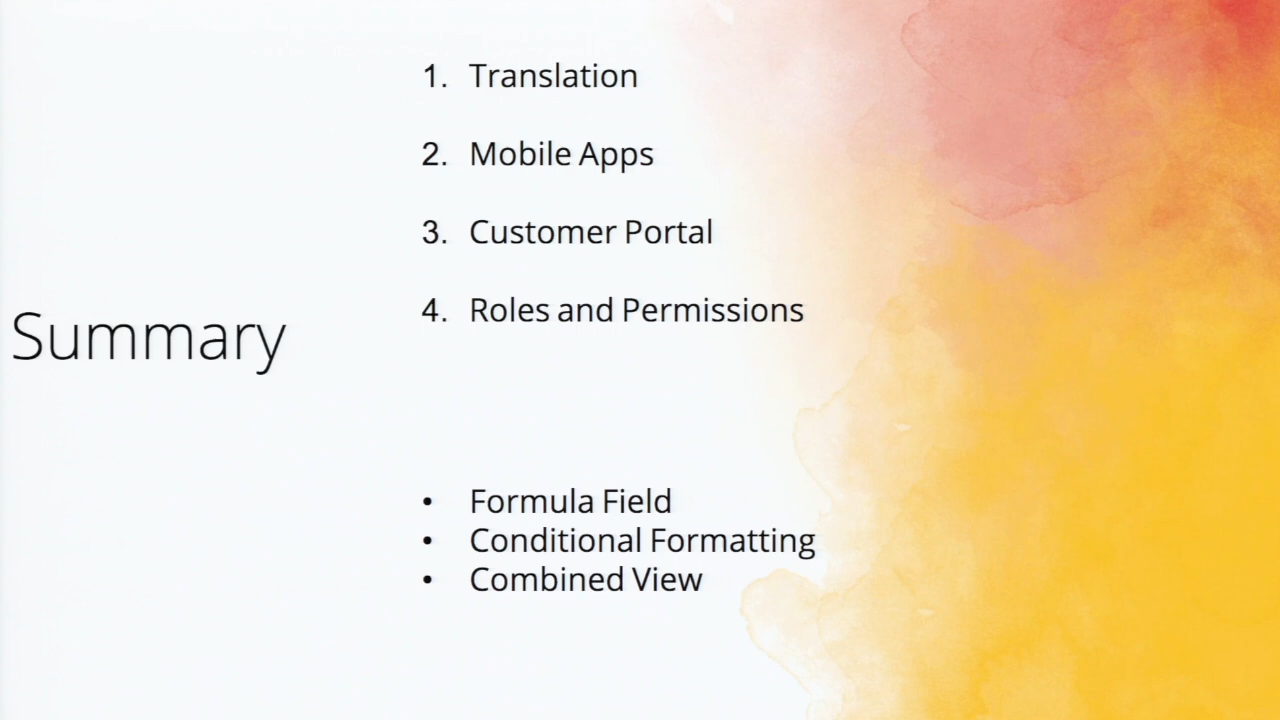 Summary
1. Translation
2. Mobile Apps
3. Customer Portal
4. Roles and Permissions
• Formula Field
• Conditional Formatting
• Combined View